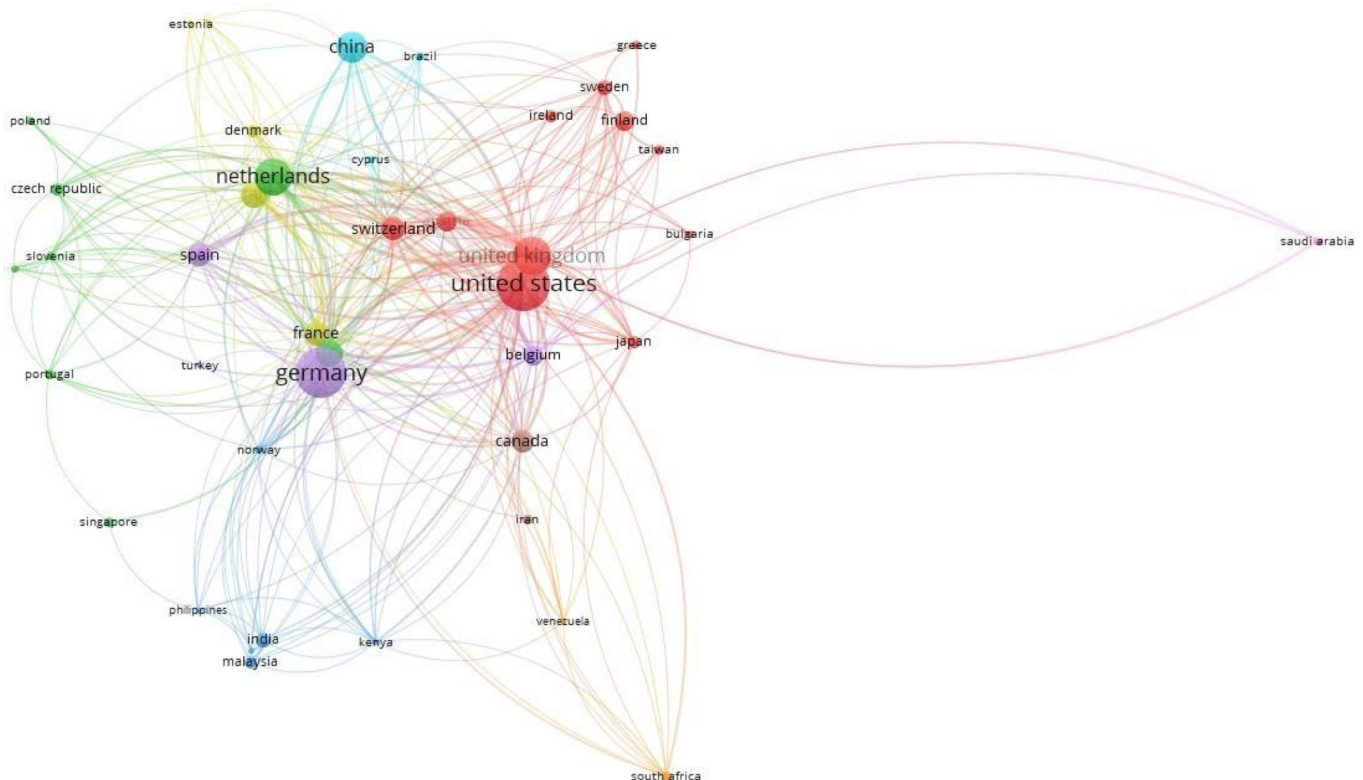 estonia
china
brazil
greece
sweden
ireland
finland
poland
denmark
taiwan
cyprus
netherlands
czech republic
switzerland
bulgaria
saudi arabia
slovenia
spain
united kingdom
united states
france
japan
belgium
turkey
germany
portugal
canada
norway
singapore
iran
philippines
venezuela
india
kenya
malaysia
south africa